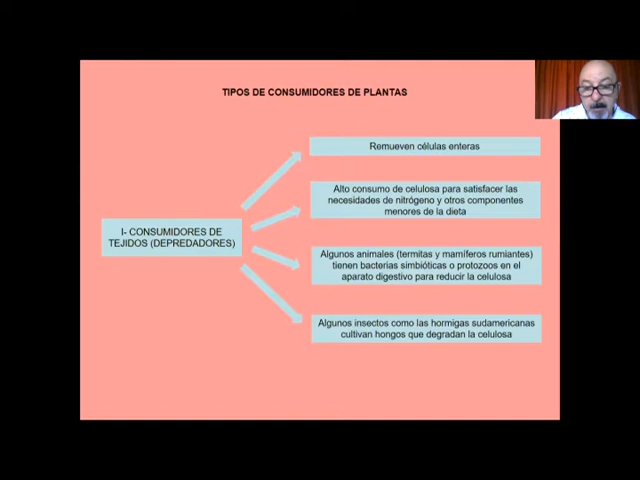 TIPOS DE CONSUMIDORES DE PLANTAS
Remueven células enteras
Alto consumo de celulosa para satisfacer las
necesidades de nitrógeno y otros componentes
menores de la dieta
I- CONSUMIDORES DE
TEJIDOS (DEPREDADORES)
Algunos animales (termitas y mamíferos rumiantes)
tienen bacterias simbióticas o protozoos en el
aparato digestivo para reducir la celulosa
Algunos insectos como las hormigas sudamericanas
cultivan hongos que degradan la celulosa